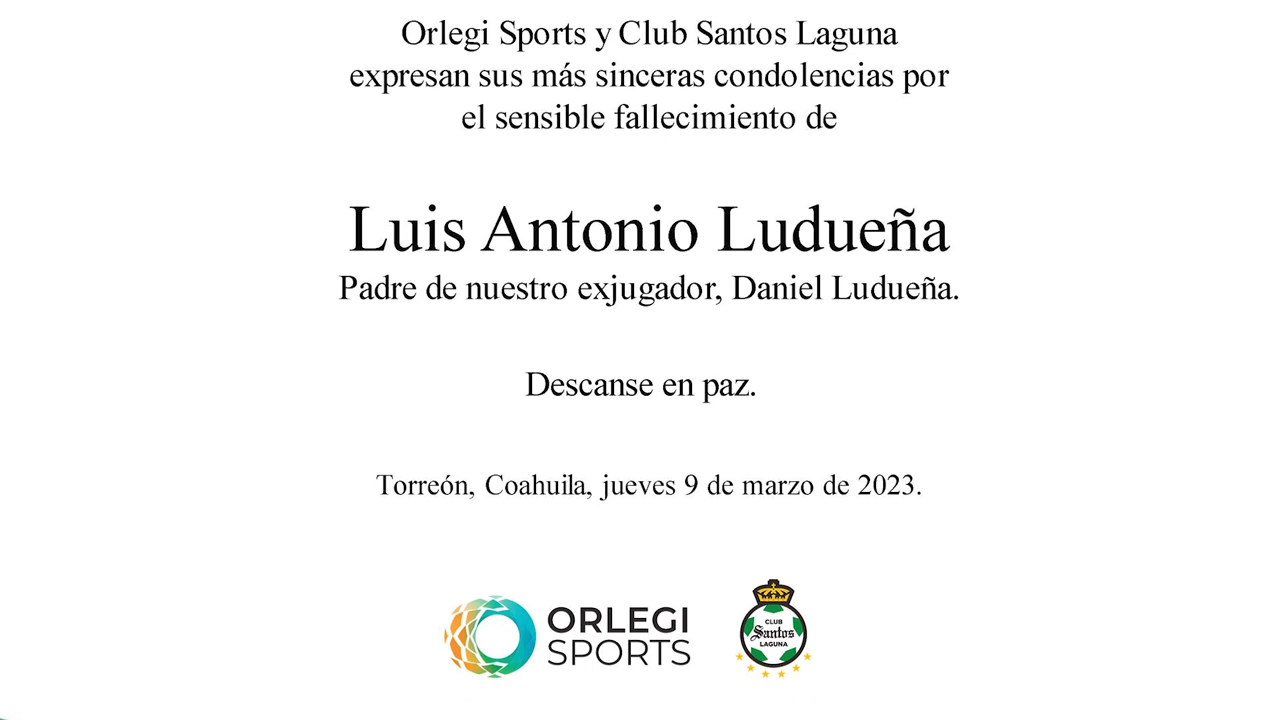 Orlegi Sports y Club Santos Laguna
expresan sus más sinceras condolencias por
el sensible fallecimiento de
Luis Antonio Ludueña
Padre de nuestro exjugador, Daniel Ludueña.
Descanse en paz.
Torreón, Coahuila, jueves 9 de marzo de 2023.
ORLEGI
SPORTS
CLUB
Santos
LAGUNA